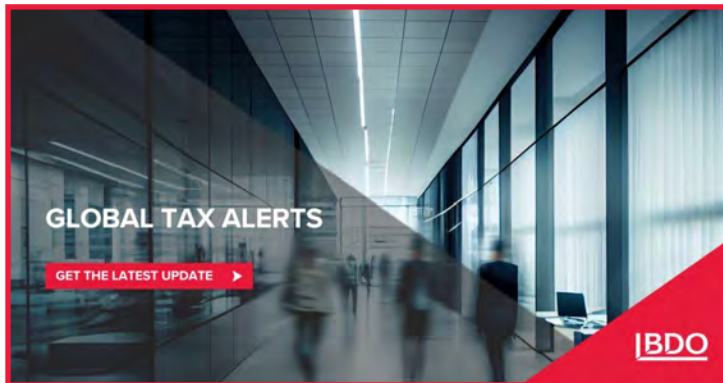 GLOBAL TAX ALERTS
GET THE LATEST UPDATE
BDO